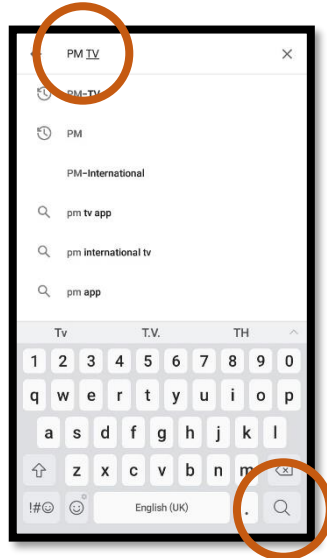 PM TV
PM-TV
PM
PM-International
pm tv app
pm international tv
pm app
Tv T.V. TH
1 2 3 4 5 6 7 8 9 0
q w e r t y u i o p
a s d f g h j k l
z x c v b n m
!#☺ English (UK) .